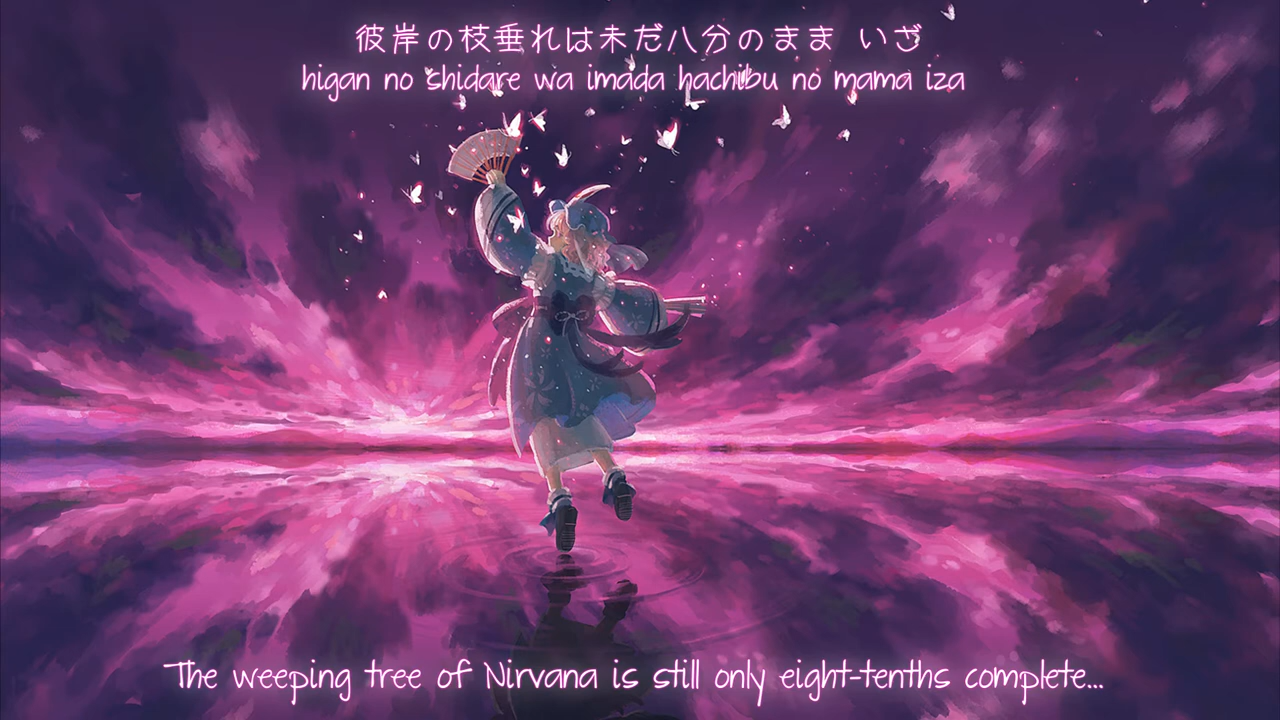 彼岸の枝垂れは未だ八分のまま いざ
higan no shidare wa imada hachibu no mama iza
The weeping tree of Nirvana is still only eight-tenths complete...